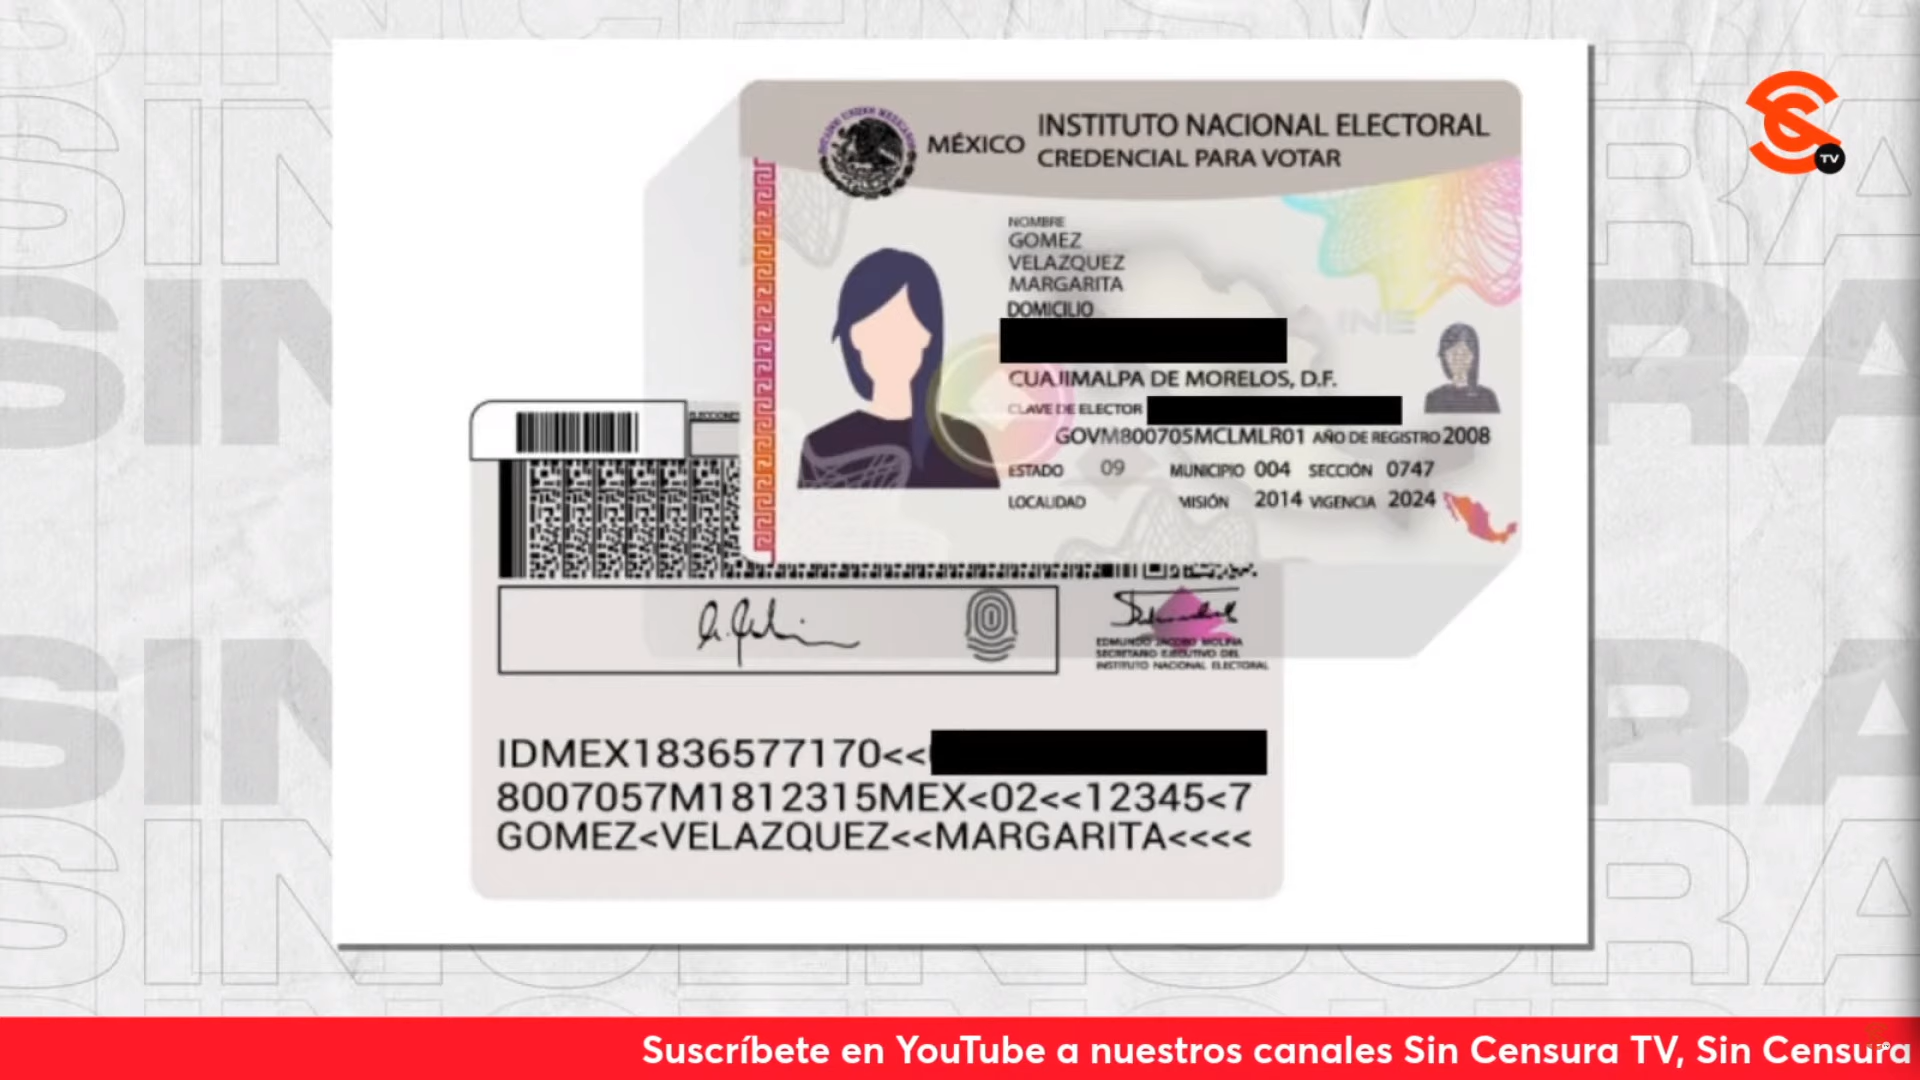 TV
MÉXICO
INSTITUTO NACIONAL ELECTORAL
CREDENCIAL PARA VOTAR
NOMBRE
GOMEZ
VELAZQUEZ
MARGARITA
DOMICILIO
INE
CUAJIMALPA DE MORELOS, D.F.
CLAVE DE ELECTOR
GOVM800705MCLMLR01 AÑO DE REGISTRO 2008
ESTADO 09 MUNICIPIO 004 SECCIÓN 0747
LOCALIDAD MISIÓN 2014 VIGENCIA 2024
EDMUNDO JACOBO MOLINA
SECRETARIO EJECUTIVO DEL
INSTITUTO NACIONAL ELECTORAL
IDMEX1836577170<<
8007057M1812315MEX<02<<12345<7
GOMEZ<VELAZQUEZ<<MARGARITA<<<<
Suscríbete en YouTube a nuestros canales Sin Censura TV, Sin Censura